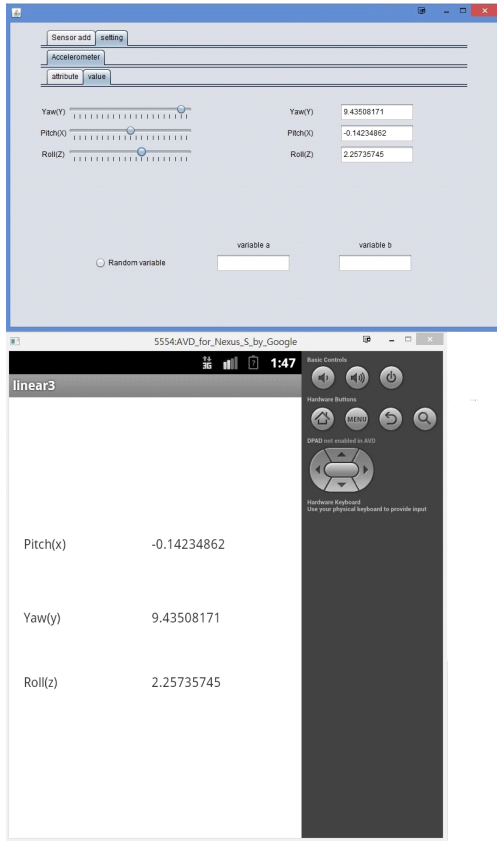 Sensor add setting
Accelerometer
attribute value
Yaw(Y) Yaw(Y) 9.43508171
Pitch(X) Pitch(X) -0.14234862
Roll(Z) Roll(Z) 2.25735745
variable a variable b
Random variable
5554:AVD_for_Nexus_S_by_Google
3G 1:47
linear3
Pitch(x) -0.14234862
Yaw(y) 9.43508171
Roll(z) 2.25735745
Basic Controls
Hardware Buttons
MENU
DPAD not enabled in AVD
Hardware Keyboard
Use your physical keyboard to provide input